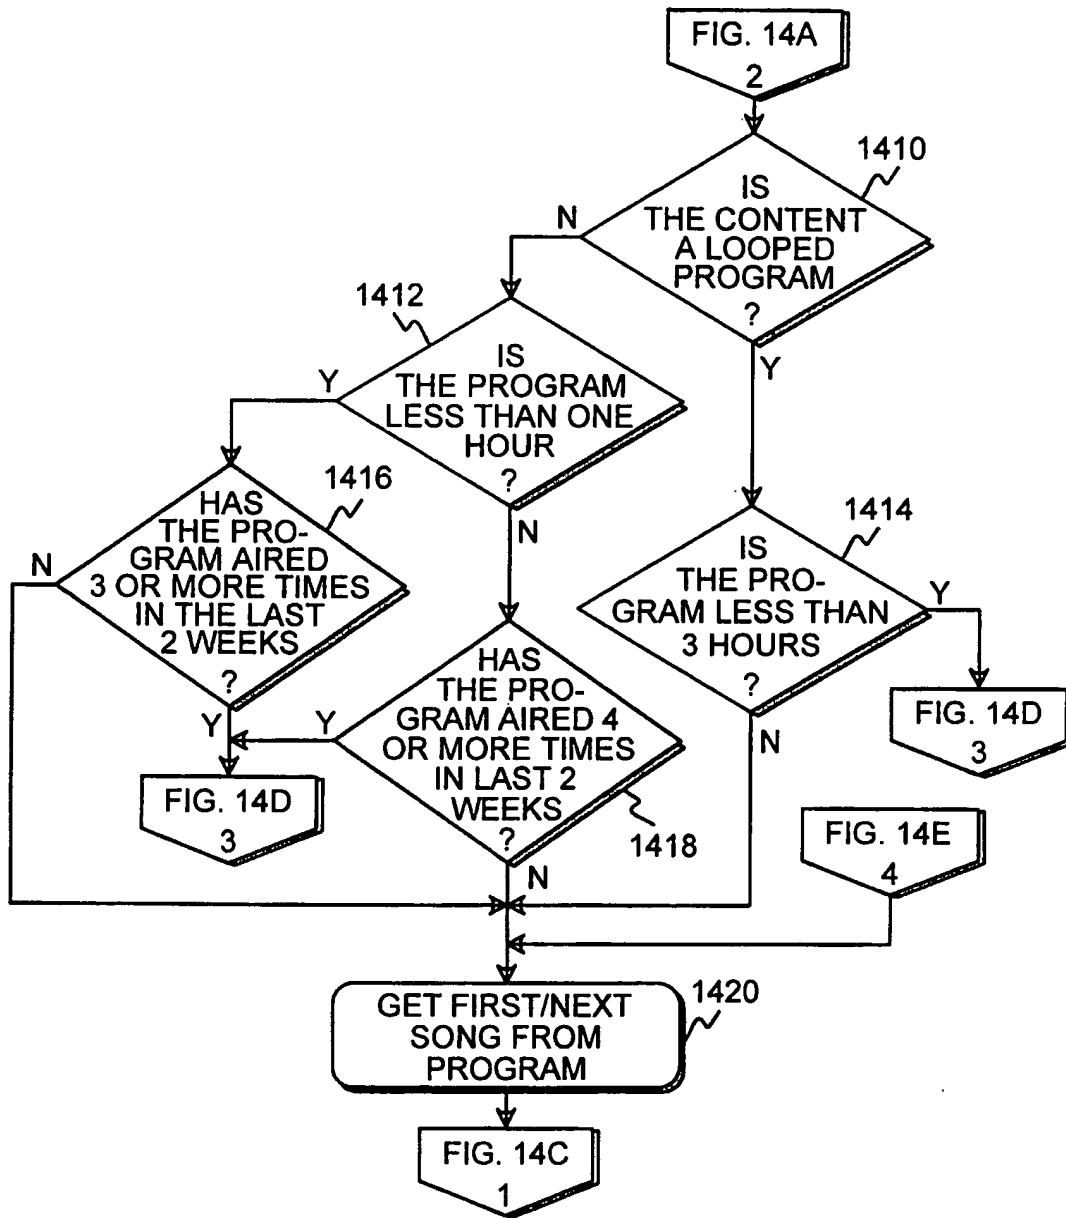 FIG. 14A
2
1410
IS
THE CONTENT
A LOOPED
PROGRAM
?
N
Y
1412
IS
THE PROGRAM
LESS THAN ONE
HOUR
?
Y
N
1416
HAS
THE PRO-
GRAM AIRED
3 OR MORE TIMES
IN THE LAST
2 WEEKS
?
N
Y
1414
IS
THE PRO-
GRAM LESS THAN
3 HOURS
?
Y
N
FIG. 14D
3
HAS
THE PRO-
GRAM AIRED 4
OR MORE TIMES
IN LAST 2
WEEKS
?
Y
N
1418
FIG. 14D
3
FIG. 14E
4
GET FIRST/NEXT
SONG FROM
PROGRAM
1420
FIG. 14C
1